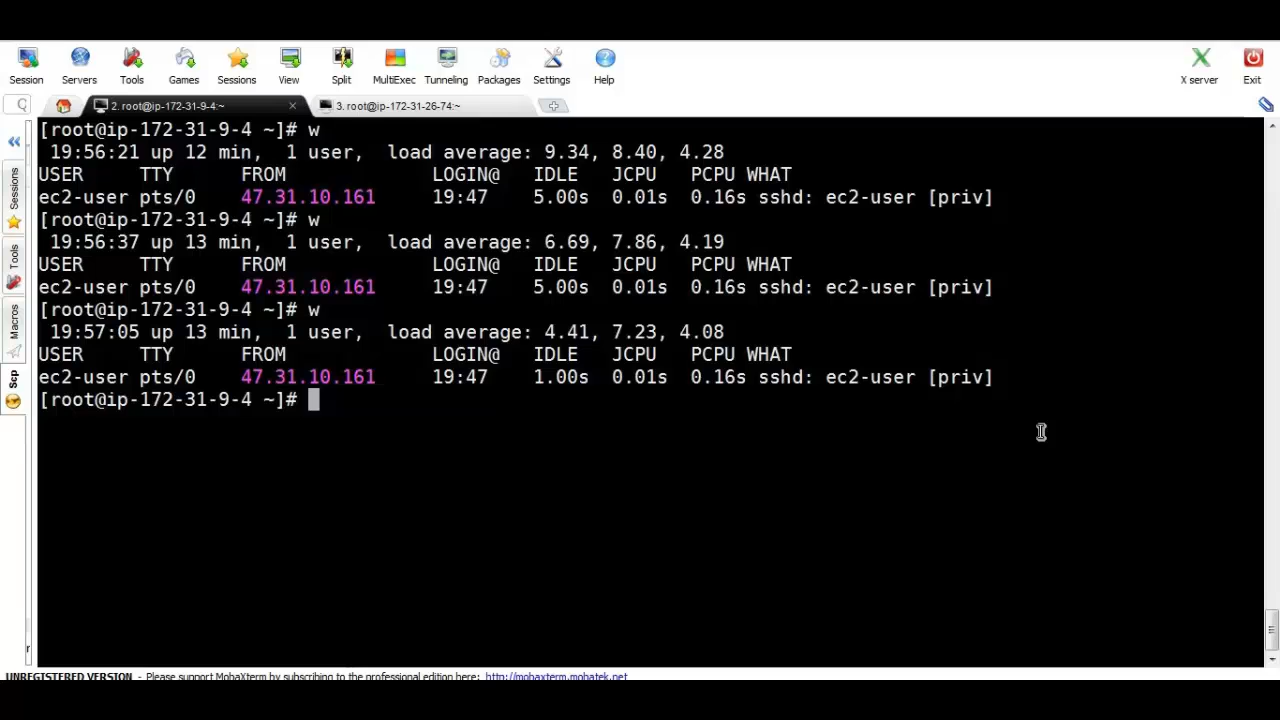 Session Servers Tools Games Sessions View Split MultiExec Tunneling Packages Settings Help X server Exit
2. root@ip-172-31-9-4:~ 3. root@ip-172-31-26-74:~
Sessions
Tools
Macros
Scp
[root@ip-172-31-9-4 ~]# w
19:56:21 up 12 min, 1 user, load average: 9.34, 8.40, 4.28
USER TTY FROM LOGIN@ IDLE JCPU PCPU WHAT
ec2-user pts/0 47.31.10.161 19:47 5.00s 0.01s 0.16s sshd: ec2-user [priv]
[root@ip-172-31-9-4 ~]# w
19:56:37 up 13 min, 1 user, load average: 6.69, 7.86, 4.19
USER TTY FROM LOGIN@ IDLE JCPU PCPU WHAT
ec2-user pts/0 47.31.10.161 19:47 5.00s 0.01s 0.16s sshd: ec2-user [priv]
[root@ip-172-31-9-4 ~]# w
19:57:05 up 13 min, 1 user, load average: 4.41, 7.23, 4.08
USER TTY FROM LOGIN@ IDLE JCPU PCPU WHAT
ec2-user pts/0 47.31.10.161 19:47 1.00s 0.01s 0.16s sshd: ec2-user [priv]
[root@ip-172-31-9-4 ~]#
UNREGISTERED VERSION - Please support MobaXterm by subscribing to the professional edition here: http://mobaxterm.mobatek.net